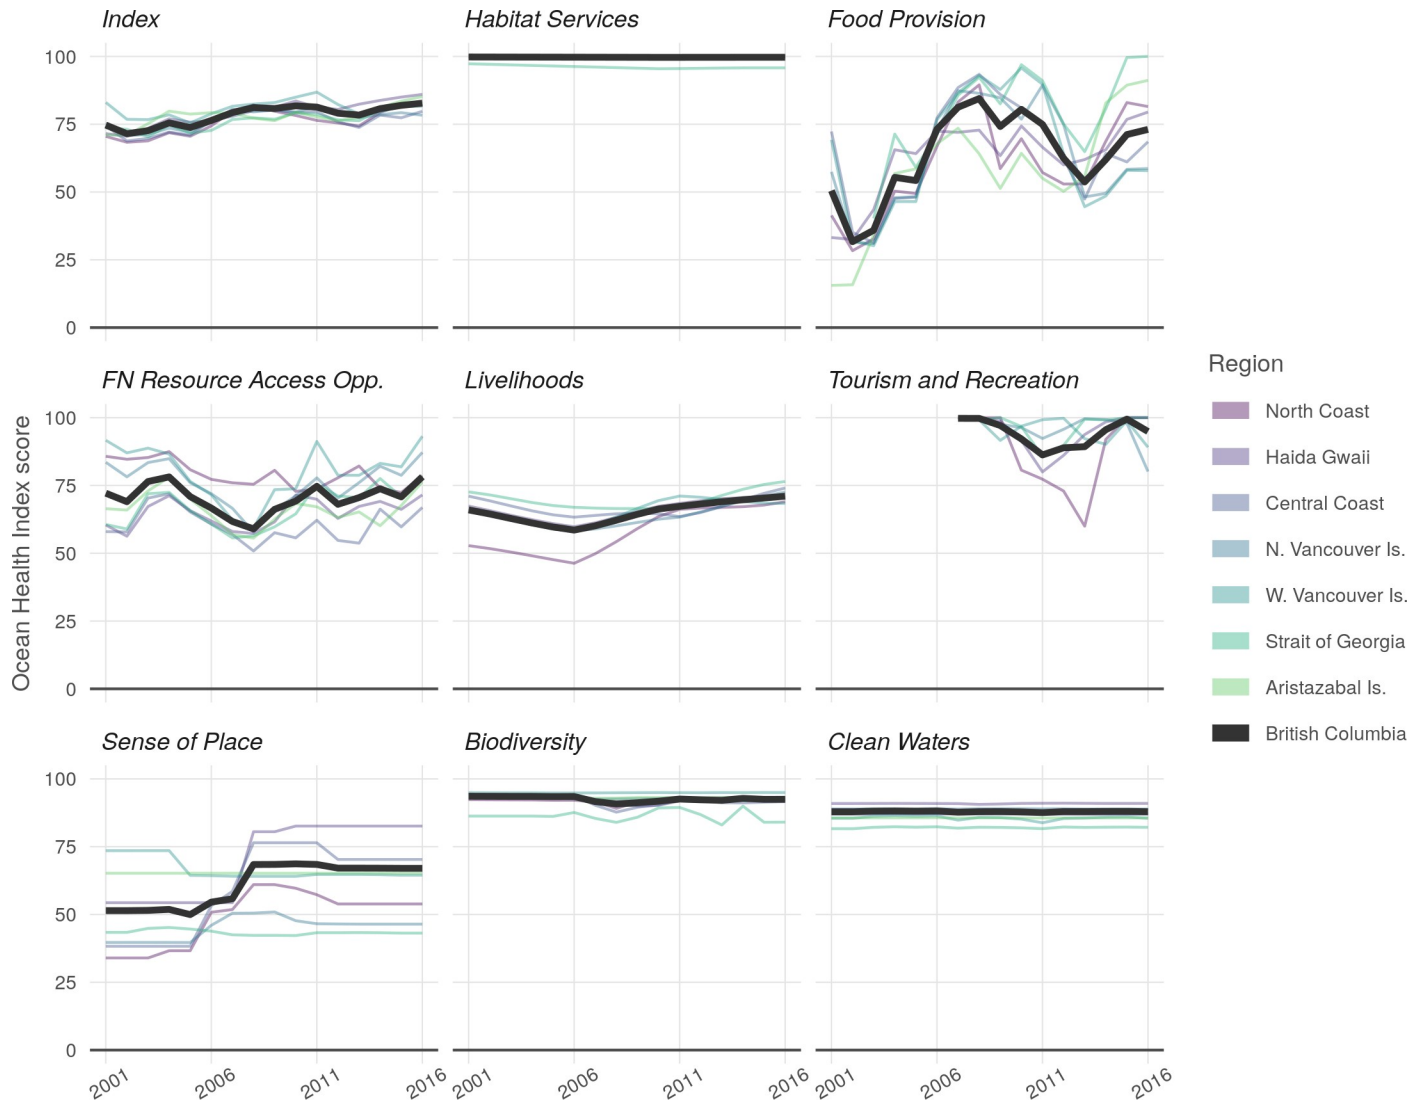 Index
Habitat Services
Food Provision
100
75
50
25
0
FN Resource Access Opp.
Livelihoods
Tourism and Recreation
100
75
50
25
0
Sense of Place
Biodiversity
Clean Waters
100
75
50
25
0
2001 2006 2011 2016
2001 2006 2011 2016
2001 2006 2011 2016
Ocean Health Index score
Region
North Coast
Haida Gwaii
Central Coast
N. Vancouver Is.
W. Vancouver Is.
Strait of Georgia
Aristazabal Is.
British Columbia